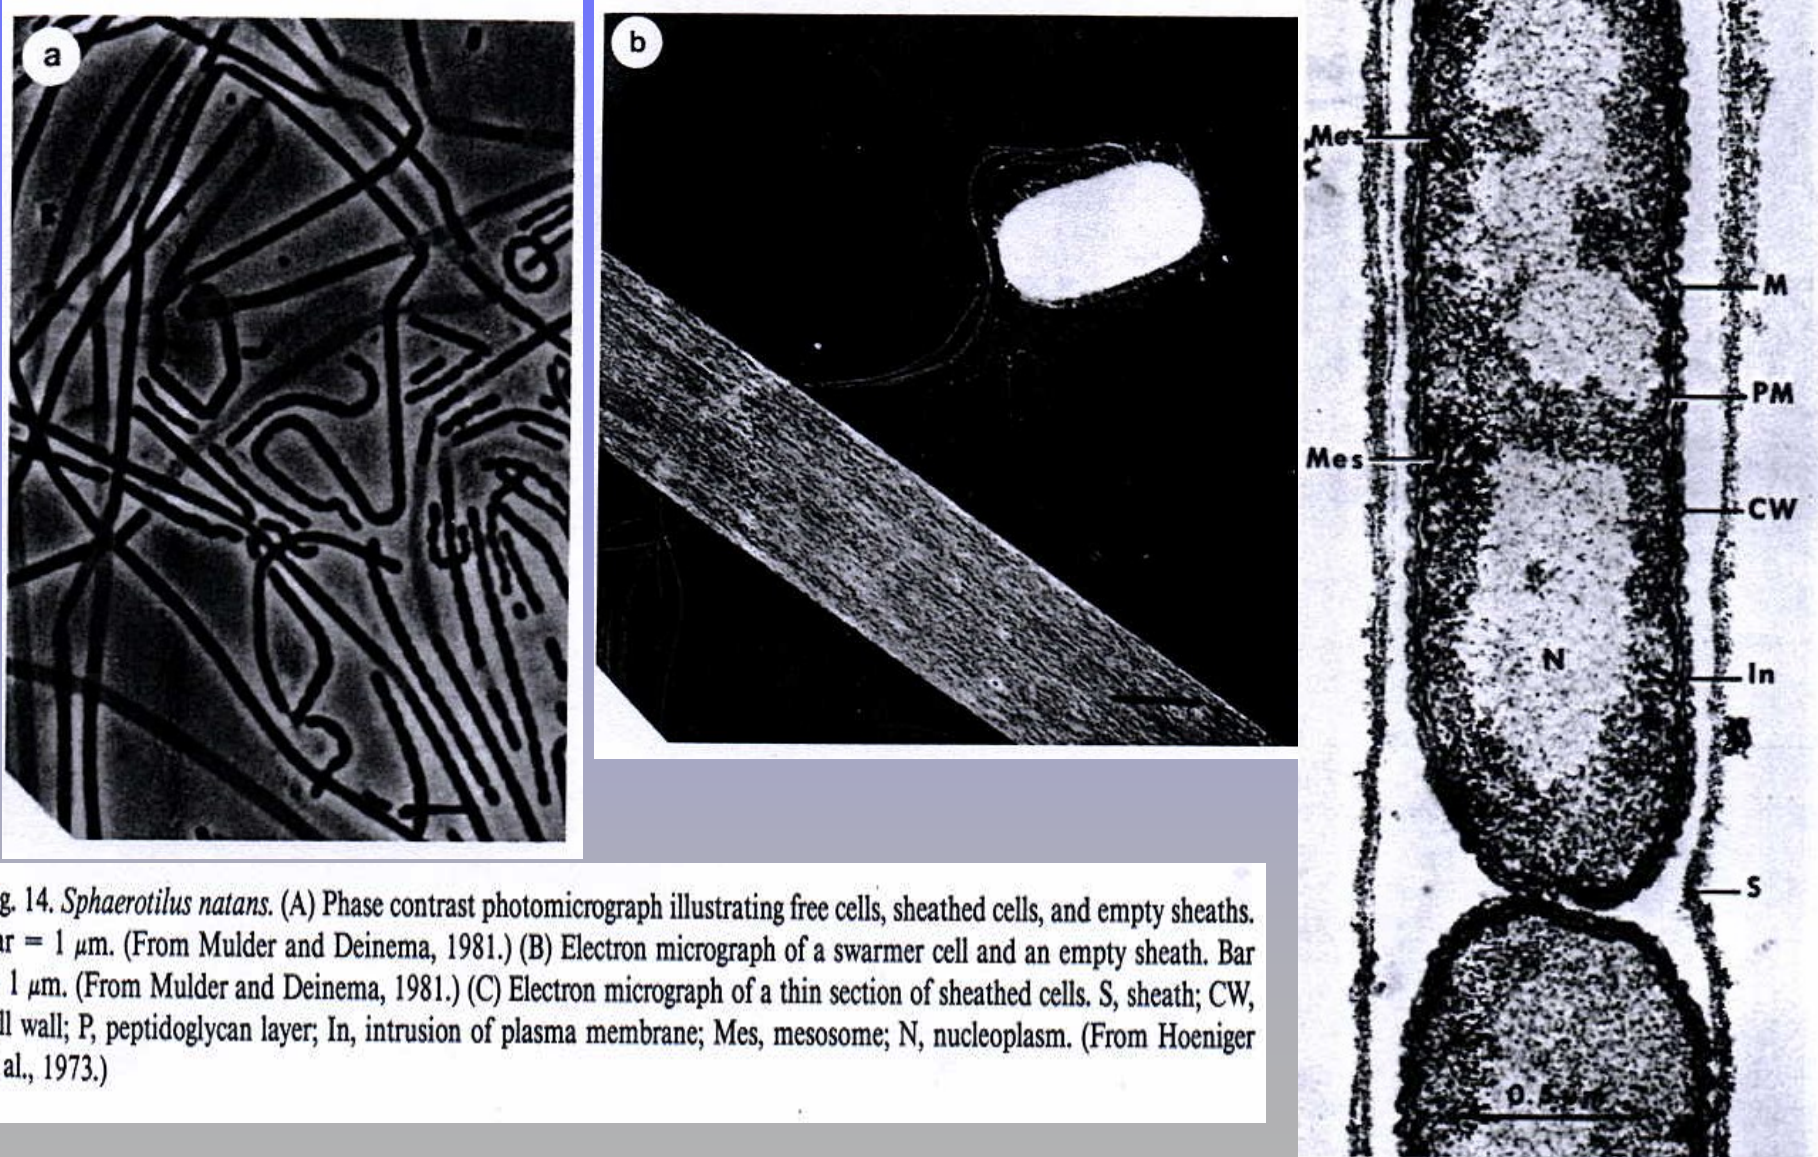 a
b
Mes
M
PM
Mes
CW
N
In
S
0.5 μm
g. 14. Sphaerotilus natans. (A) Phase contrast photomicrograph illustrating free cells, sheathed cells, and empty sheaths.
ar = 1 μm. (From Mulder and Deinema, 1981.) (B) Electron micrograph of a swarmer cell and an empty sheath. Bar
1 μm. (From Mulder and Deinema, 1981.) (C) Electron micrograph of a thin section of sheathed cells. S, sheath; CW,
ll wall; P, peptidoglycan layer; In, intrusion of plasma membrane; Mes, mesosome; N, nucleoplasm. (From Hoeniger
al., 1973.)